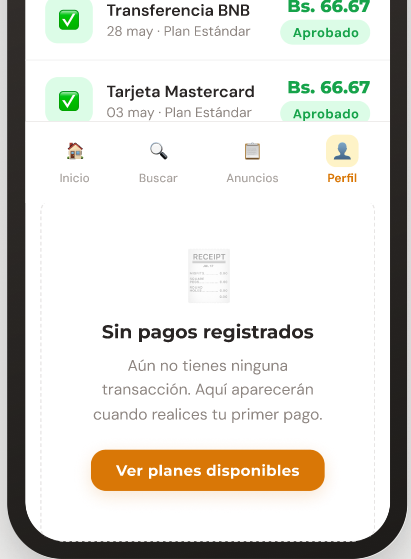 Transferencia BNB
Bs. 66.67
28 may · Plan Estándar
Aprobado
Tarjeta Mastercard
Bs. 66.67
03 may · Plan Estándar
Aprobado
Inicio
Buscar
Anuncios
Perfil
RECEIPT
Sin pagos registrados
Aún no tienes ninguna
transacción. Aquí aparecerán
cuando realices tu primer pago.
Ver planes disponibles